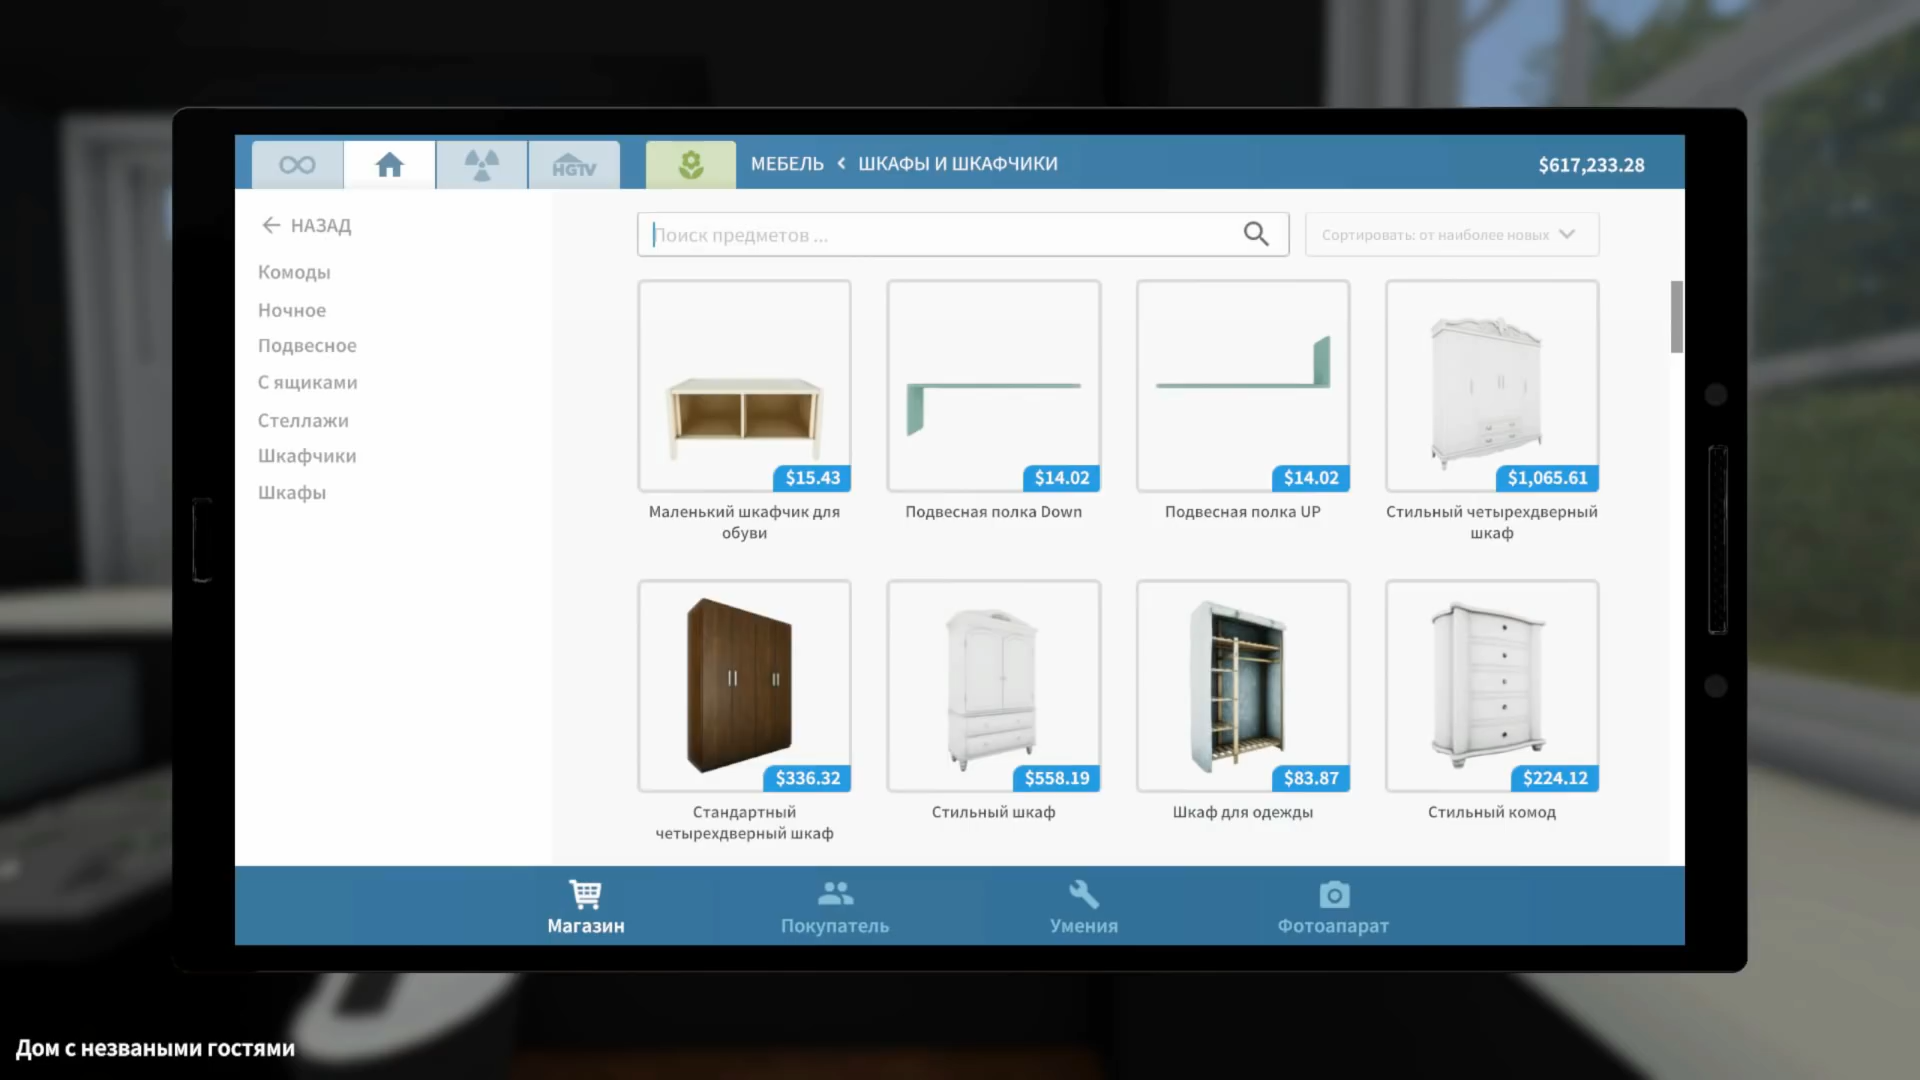 HGTV
МЕБЕЛЬ < ШКАФЫ И ШКАФЧИКИ
$617,233.28
НАЗАД
Комоды
Ночное
Подвесное
С ящиками
Стеллажи
Шкафчики
Шкафы
Поиск предметов ...
Сортировать: от наиболее новых
$15.43
Маленький шкафчик для
обуви
$14.02
Подвесная полка Down
$14.02
Подвесная полка UP
$1,065.61
Стильный четырехдверный
шкаф
$336.32
Стандартный
четырехдверный шкаф
$558.19
Стильный шкаф
$83.87
Шкаф для одежды
$224.12
Стильный комод
Магазин
Покупатель
Умения
Фотоаппарат
Дом с незваными гостями